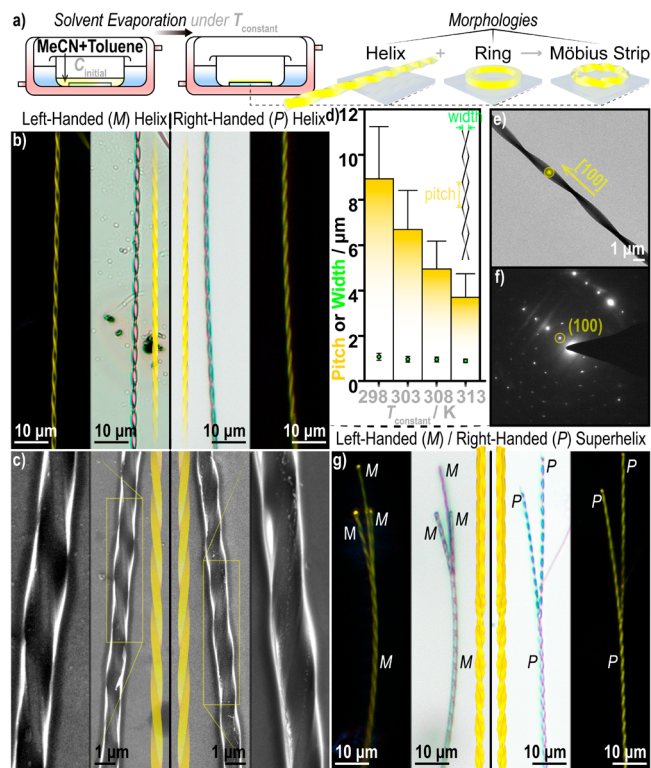 a) Solvent Evaporation under Tconstant
Morphologies
MeCN+Toluene
Cinitial
Helix + Ring → Möbius Strip
Left-Handed (M) Helix Right-Handed (P) Helix
b)
10 µm 10 µm 10 µm 10 µm
c)
1 µm 1 µm
d)
width
pitch
Pitch or Width / µm
12
10
8
6
4
2
0
298 303 308 313
Tconstant / K
e)
[100]
1 µm
f)
(100)
Left-Handed (M) / Right-Handed (P) Superhelix
g)
M M P P
M M M M P P
M M P P
10 µm 10 µm 10 µm 10 µm